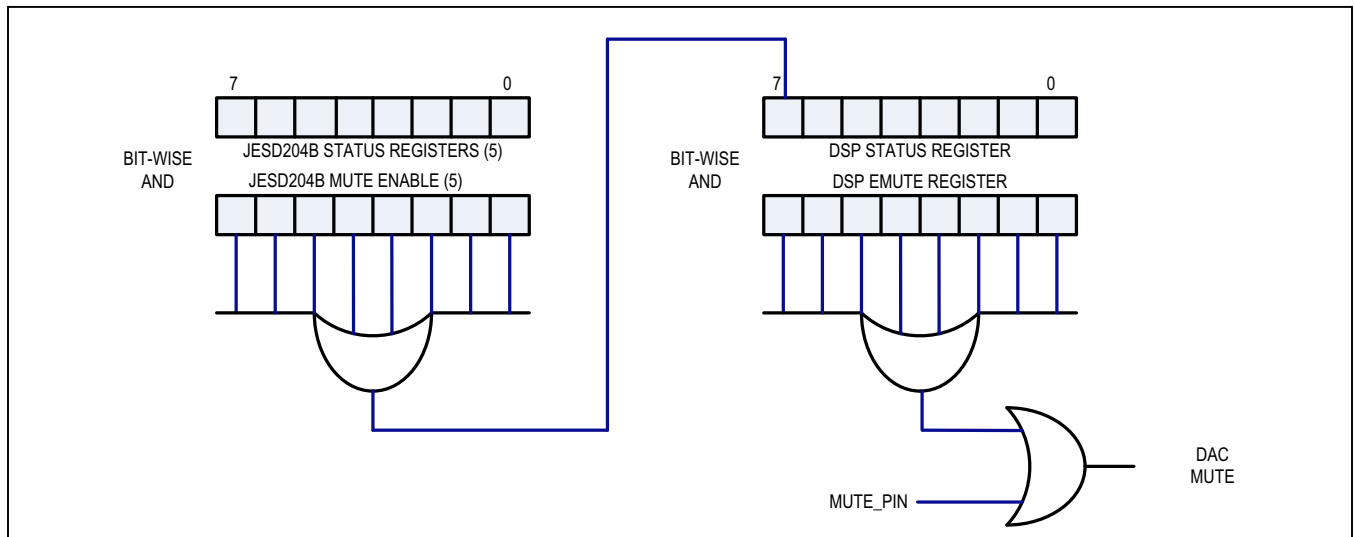 7 0
JESD204B STATUS REGISTERS (5)
BIT-WISE
AND
JESD204B MUTE ENABLE (5)
7 0
DSP STATUS REGISTER
BIT-WISE
AND
DSP EMUTE REGISTER
MUTE_PIN
DAC
MUTE